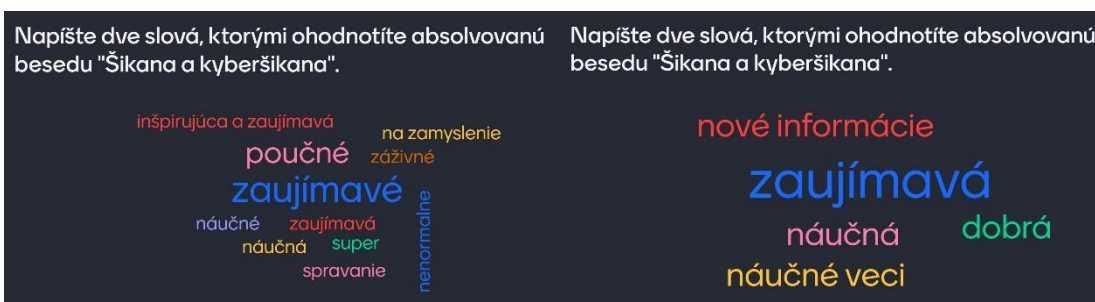 Napíšte dve slová, ktorými ohodnotíte absolvovanú
besedu "Šikana a kyberšikana".
inšpirujúca a zaujímavá
na zamyslenie
poučné
záživné
zaujímavé
nenormalne
náučné
zaujímavá
náučná
super
spravanie
Napíšte dve slová, ktorými ohodnotíte absolvovanú
besedu "Šikana a kyberšikana".
nové informácie
zaujímavá
náučná
dobrá
náučné veci